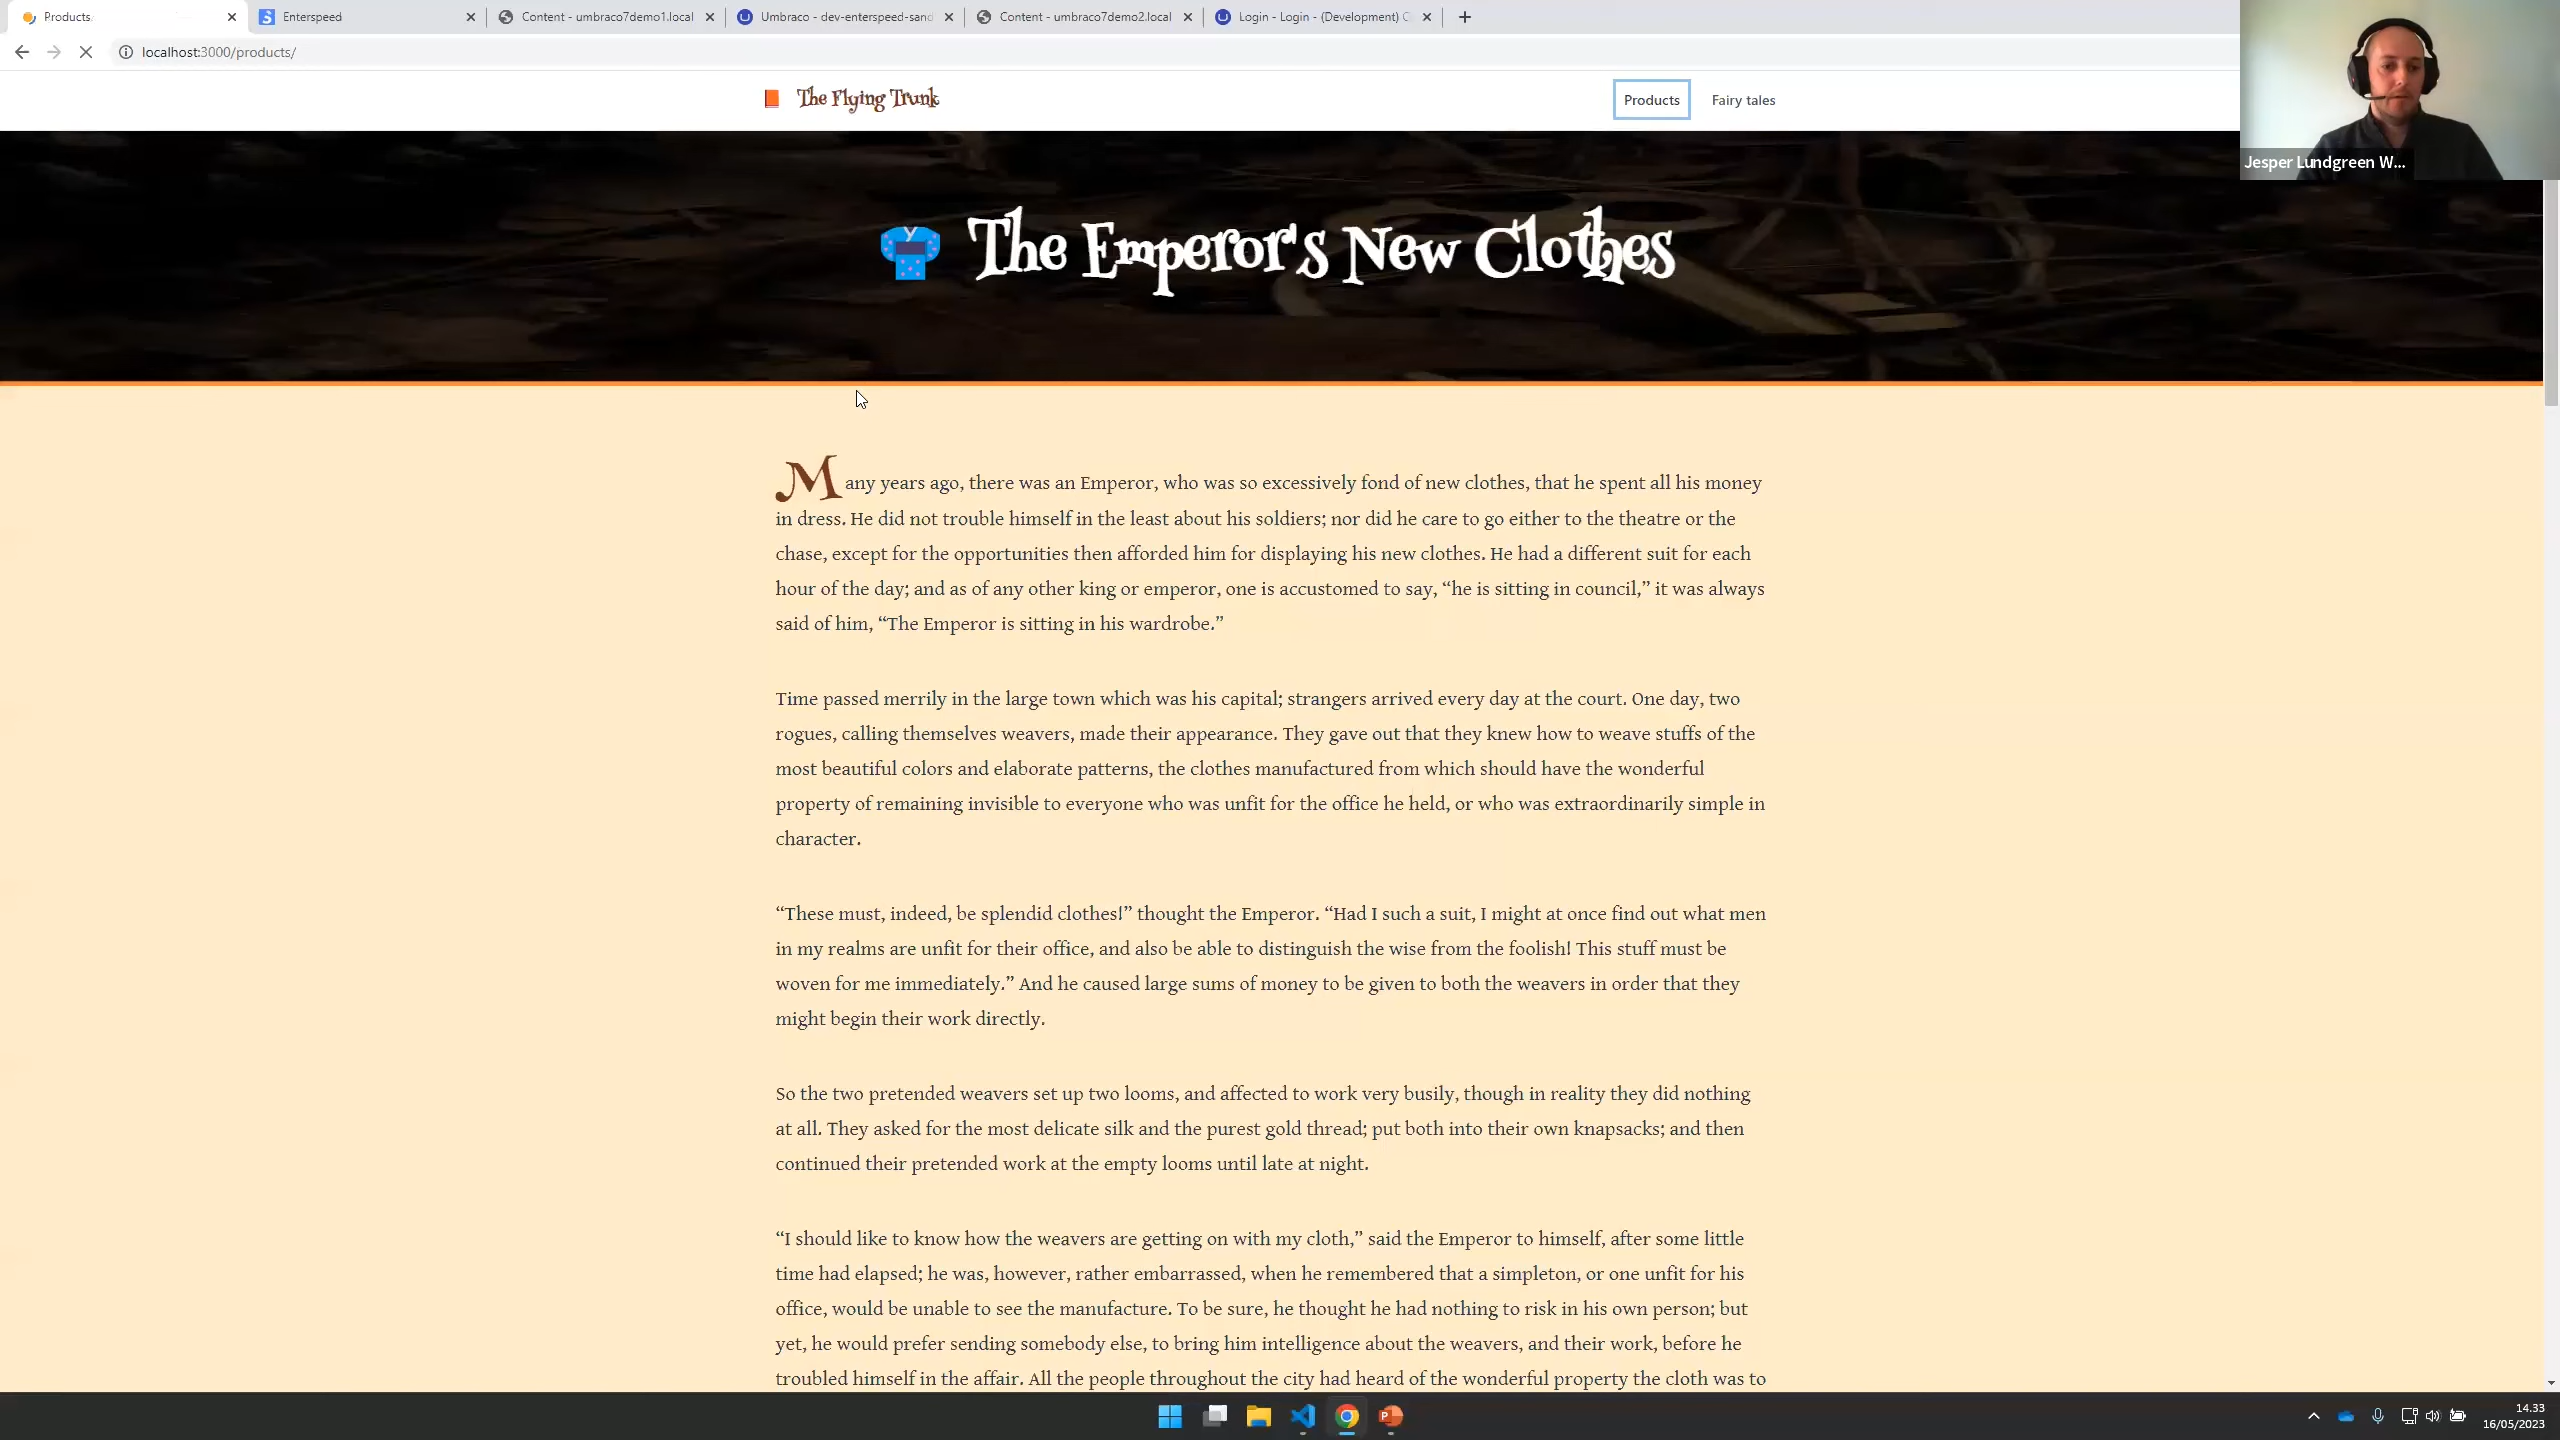 Products
Enterspeed
Content - umbraco7demo1.local
Umbraco - dev-enterspeed-sand
Content - umbraco7demo2.local
Login - Login - (Development) C
localhost:3000/products/
The Flying Trunk
Products
Fairy tales
Jesper Lundgreen W...
The Emperor's New Clothes
Many years ago, there was an Emperor, who was so excessively fond of new clothes, that he spent all his money
in dress. He did not trouble himself in the least about his soldiers; nor did he care to go either to the theatre or the
chase, except for the opportunities then afforded him for displaying his new clothes. He had a different suit for each
hour of the day; and as of any other king or emperor, one is accustomed to say, “he is sitting in council,” it was always
said of him, “The Emperor is sitting in his wardrobe.”
Time passed merrily in the large town which was his capital; strangers arrived every day at the court. One day, two
rogues, calling themselves weavers, made their appearance. They gave out that they knew how to weave stuffs of the
most beautiful colors and elaborate patterns, the clothes manufactured from which should have the wonderful
property of remaining invisible to everyone who was unfit for the office he held, or who was extraordinarily simple in
character.
“These must, indeed, be splendid clothes!” thought the Emperor. “Had I such a suit, I might at once find out what men
in my realms are unfit for their office, and also be able to distinguish the wise from the foolish! This stuff must be
woven for me immediately.” And he caused large sums of money to be given to both the weavers in order that they
might begin their work directly.
So the two pretended weavers set up two looms, and affected to work very busily, though in reality they did nothing
at all. They asked for the most delicate silk and the purest gold thread; put both into their own knapsacks; and then
continued their pretended work at the empty looms until late at night.
“I should like to know how the weavers are getting on with my cloth,” said the Emperor to himself, after some little
time had elapsed; he was, however, rather embarrassed, when he remembered that a simpleton, or one unfit for his
office, would be unable to see the manufacture. To be sure, he thought he had nothing to risk in his own person; but
yet, he would prefer sending somebody else, to bring him intelligence about the weavers, and their work, before he
troubled himself in the affair. All the people throughout the city had heard of the wonderful property the cloth was to
14.33
16/05/2023